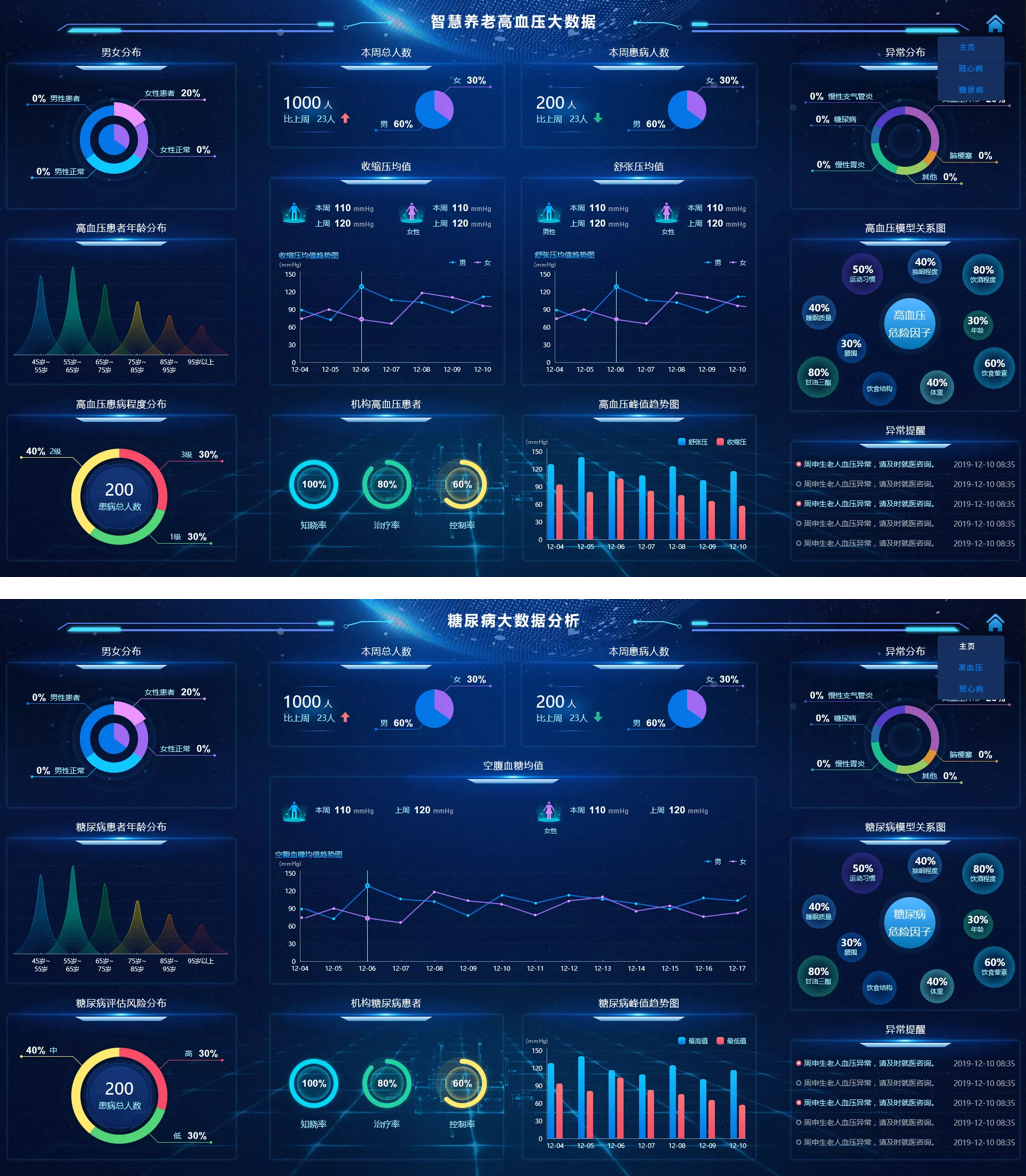 智慧养老高血压大数据
主页
冠心病
糖尿病
男女分布
0% 男性患者
女性患者 20%
女性正常 0%
0% 男性正常
本周总人数
1000 人
比上周 23人
女 30%
男 60%
本周患病人数
200 人
比上周 23人
女 30%
男 60%
异常分布
0% 慢性支气管炎
0% 糖尿病
0% 慢性胃炎
脑梗塞 0%
其他 0%
收缩压均值
本周 110 mmHg
上周 120 mmHg
本周 110 mmHg
上周 120 mmHg
女性
收缩压均值趋势图
(mmHg)
男 女
150
120
90
60
30
0
12-04 12-05 12-06 12-07 12-08 12-09 12-10
舒张压均值
本周 110 mmHg
上周 120 mmHg
男性
本周 110 mmHg
上周 120 mmHg
女性
舒张压均值趋势图
(mmHg)
男 女
150
120
90
60
30
0
12-04 12-05 12-06 12-07 12-08 12-09 12-10
高血压患者年龄分布
45岁~ 55岁~ 65岁~ 75岁~ 85岁~ 95岁以上
55岁 65岁 75岁 85岁 95岁
高血压模型关系图
50%
运动习惯
40%
抽烟程度
80%
饮酒程度
40%
睡眠质量
高血压
危险因子
30%
年龄
30%
腰围
60%
饮食荤素
80%
甘油三酯
饮食结构
40%
体重
高血压患病程度分布
40% 2级
3级 30%
200
患病总人数
1级 30%
机构高血压患者
100%
80%
60%
知晓率
治疗率
控制率
高血压峰值趋势图
(mmHg)
舒张压 收缩压
150
120
90
60
30
0
12-04 12-05 12-06 12-07 12-08 12-09 12-10
异常提醒
周申生老人血压异常，请及时就医咨询。 2019-12-10 08:35
周申生老人血压异常，请及时就医咨询。 2019-12-10 08:35
周申生老人血压异常，请及时就医咨询。 2019-12-10 08:35
周申生老人血压异常，请及时就医咨询。 2019-12-10 08:35
周申生老人血压异常，请及时就医咨询。 2019-12-10 08:35
糖尿病大数据分析
主页
高血压
冠心病
男女分布
0% 男性患者
女性患者 20%
女性正常 0%
0% 男性正常
本周总人数
1000 人
比上周 23人
女 30%
男 60%
本周患病人数
200 人
比上周 23人
女 30%
男 60%
异常分布
0% 慢性支气管炎
0% 糖尿病
0% 慢性胃炎
脑梗塞 0%
其他 0%
空腹血糖均值
本周 110 mmHg 上周 120 mmHg
本周 110 mmHg 上周 120 mmHg
女性
空腹血糖均值趋势图
(mmHg)
男 女
150
120
90
60
30
0
12-04 12-05 12-06 12-07 12-08 12-09 12-10 12-11 12-12 12-13 12-14 12-15 12-16 12-17
糖尿病患者年龄分布
45岁~ 55岁~ 65岁~ 75岁~ 85岁~ 95岁以上
55岁 65岁 75岁 85岁 95岁
糖尿病模型关系图
50%
运动习惯
40%
抽烟程度
80%
饮酒程度
40%
睡眠质量
糖尿病
危险因子
30%
年龄
30%
腰围
60%
饮食荤素
80%
甘油三酯
饮食结构
40%
体重
糖尿病评估风险分布
40% 中
高 30%
200
患病总人数
低 30%
机构糖尿病患者
100%
80%
60%
知晓率
治疗率
控制率
糖尿病峰值趋势图
(mmHg)
最高值 最低值
150
120
90
60
30
0
12-04 12-05 12-06 12-07 12-08 12-09 12-10
异常提醒
周申生老人血压异常，请及时就医咨询。 2019-12-10 08:35
周申生老人血压异常，请及时就医咨询。 2019-12-10 08:35
周申生老人血压异常，请及时就医咨询。 2019-12-10 08:35
周申生老人血压异常，请及时就医咨询。 2019-12-10 08:35
周申生老人血压异常，请及时就医咨询。 2019-12-10 08:35